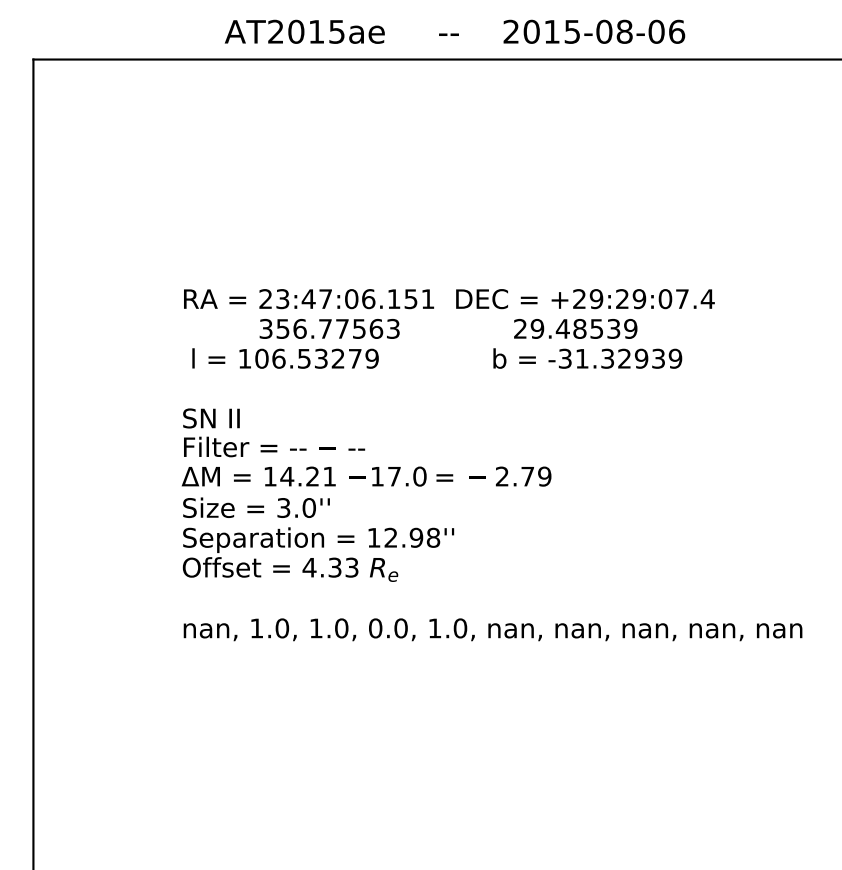 AT2015ae -- 2015-08-06
RA = 23:47:06.151 DEC = +29:29:07.4
356.77563 29.48539
l = 106.53279 b = -31.32939
SN II
Filter = -- − --
ΔM = 14.21 −17.0 = − 2.79
Size = 3.0''
Separation = 12.98''
Offset = 4.33 Rₑ
nan, 1.0, 1.0, 0.0, 1.0, nan, nan, nan, nan, nan